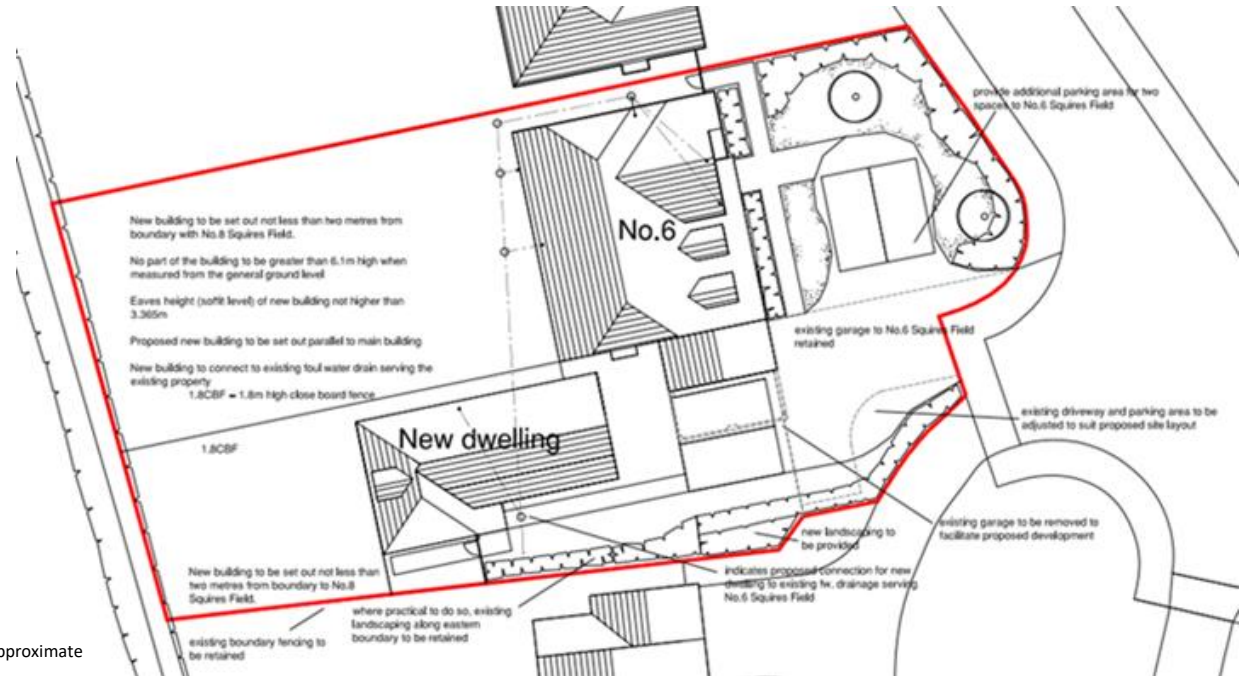 provide additional parking area for two
spaces to No.6 Squires Field
No.6
New building to be set out not less than two metres from
boundary with No.8 Squires Field.
No part of the building to be greater than 6.1m high when
measured from the general ground level
Eaves height (soffit level) of new building not higher than
3.365m
Proposed new building to be set out parallel to main building
New building to connect to existing foul water drain serving the
existing property
1.8CBF = 1.8m high close board fence
existing garage to No.6 Squires Field
retained
existing driveway and parking area to be
adjusted to suit proposed site layout
New dwelling
1.8CBF
existing garage to be removed to
facilitate proposed development
new landscaping to
be provided
indicates proposed connection for new
dwelling to existing fw. drainage serving
No.6 Squires Field
New building to be set out not less than
two metres from boundary to No.8
Squires Field.
where practical to do so, existing
landscaping along eastern
boundary to be retained
existing boundary fencing to
be retained
pproximate